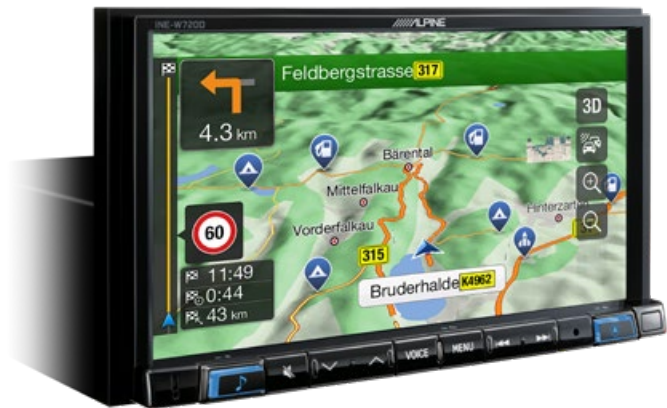 INE-W720D
ALPINE
Feldbergstrasse 317
4.3 km
3D
Bärental
Mittelfalkau
Hinterzarten
Vorderfalkau
60
315
11:49
0:44
43 km
Bruderhalde K4962
VOICE
MENU